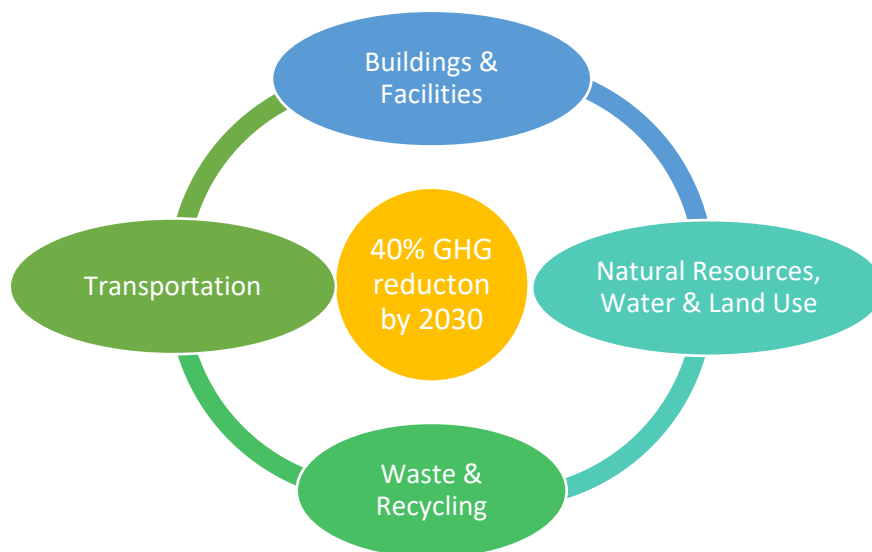 Buildings &
Facilities
Transportation
40% GHG
reducton
by 2030
Natural Resources,
Water & Land Use
Waste &
Recycling